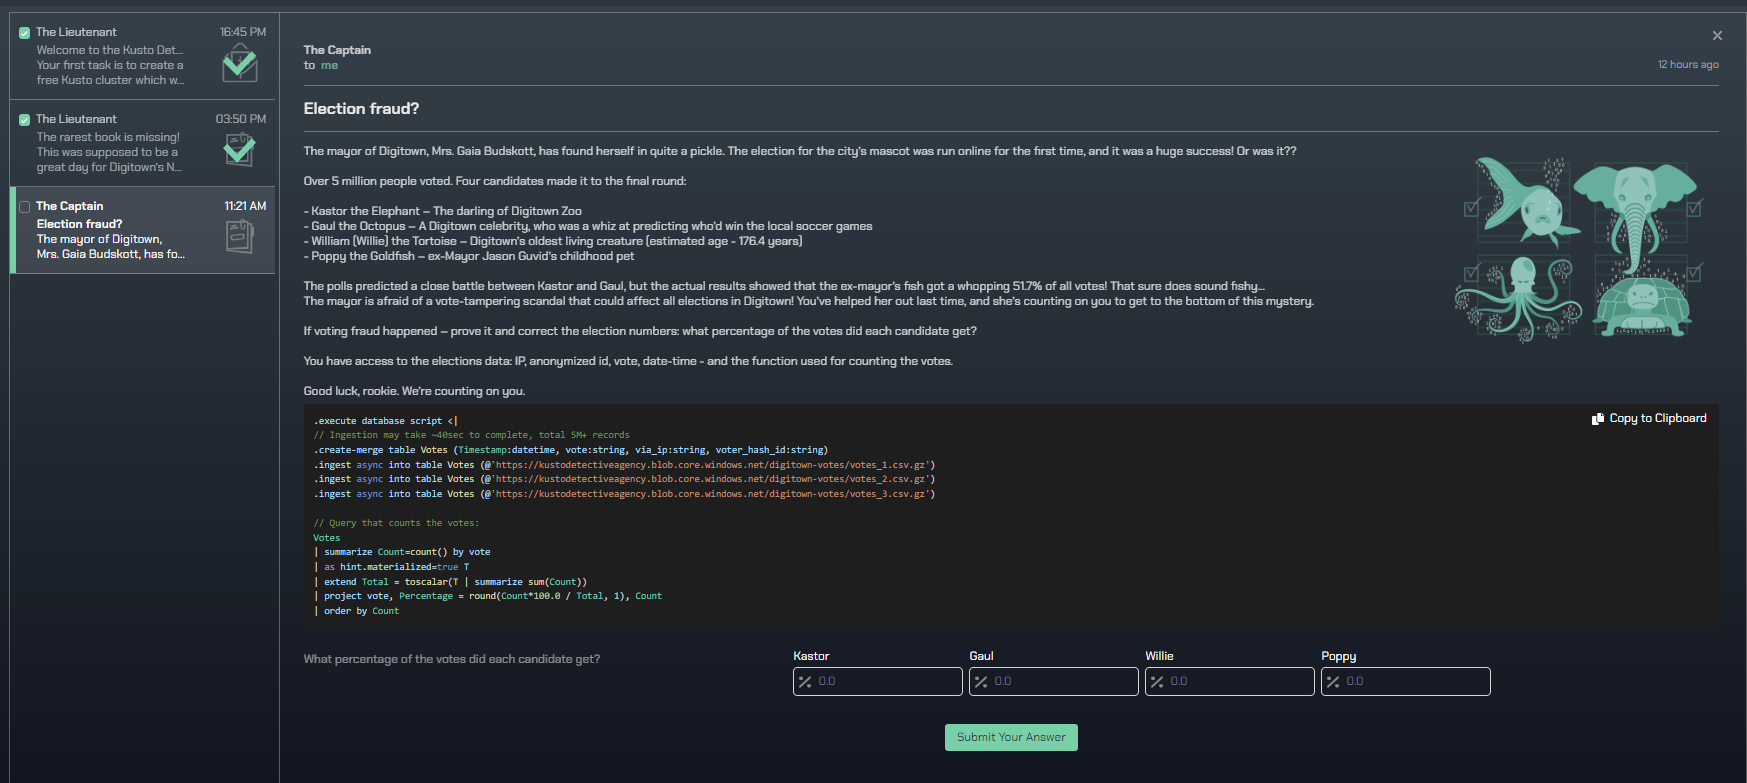 The Lieutenant
16:45 PM
Welcome to the Kusto Det...
Your first task is to create a
free Kusto cluster which w...
The Lieutenant
03:50 PM
The rarest book is missing!
This was supposed to be a
great day for Digitown's N...
The Captain
11:21 AM
Election fraud?
The mayor of Digitown,
Mrs. Gaia Budskott, has fo...
The Captain
to me
12 hours ago
Election fraud?
The mayor of Digitown, Mrs. Gaia Budskott, has found herself in quite a pickle. The election for the city's mascot was run online for the first time, and it was a huge success! Or was it??
Over 5 million people voted. Four candidates made it to the final round:
- Kastor the Elephant – The darling of Digitown Zoo
- Gaul the Octopus – A Digitown celebrity, who was a whiz at predicting who'd win the local soccer games
- William (Willie) the Tortoise – Digitown's oldest living creature (estimated age - 176.4 years)
- Poppy the Goldfish – ex-Mayor Jason Guvid's childhood pet
The polls predicted a close battle between Kastor and Gaul, but the actual results showed that the ex-mayor's fish got a whopping 51.7% of all votes! That sure does sound fishy...
The mayor is afraid of a vote-tampering scandal that could affect all elections in Digitown! You've helped her out last time, and she's counting on you to get to the bottom of this mystery.
If voting fraud happened – prove it and correct the election numbers: what percentage of the votes did each candidate get?
You have access to the elections data: IP, anonymized id, vote, date-time - and the function used for counting the votes.
Good luck, rookie. We're counting on you.
Copy to Clipboard
.execute database script <|
// Ingestion may take ~40sec to complete, total 5M+ records
.create-merge table Votes (Timestamp:datetime, vote:string, via_ip:string, voter_hash_id:string)
.ingest async into table Votes (@'https://kustodetectiveagency.blob.core.windows.net/digitown-votes/votes_1.csv.gz')
.ingest async into table Votes (@'https://kustodetectiveagency.blob.core.windows.net/digitown-votes/votes_2.csv.gz')
.ingest async into table Votes (@'https://kustodetectiveagency.blob.core.windows.net/digitown-votes/votes_3.csv.gz')
// Query that counts the votes:
Votes
| summarize Count=count() by vote
| as hint.materialized=true T
| extend Total = toscalar(T | summarize sum(Count))
| project vote, Percentage = round(Count*100.0 / Total, 1), Count
| order by Count
What percentage of the votes did each candidate get?
Kastor
Gaul
Willie
Poppy
% 0.0
% 0.0
% 0.0
% 0.0
Submit Your Answer